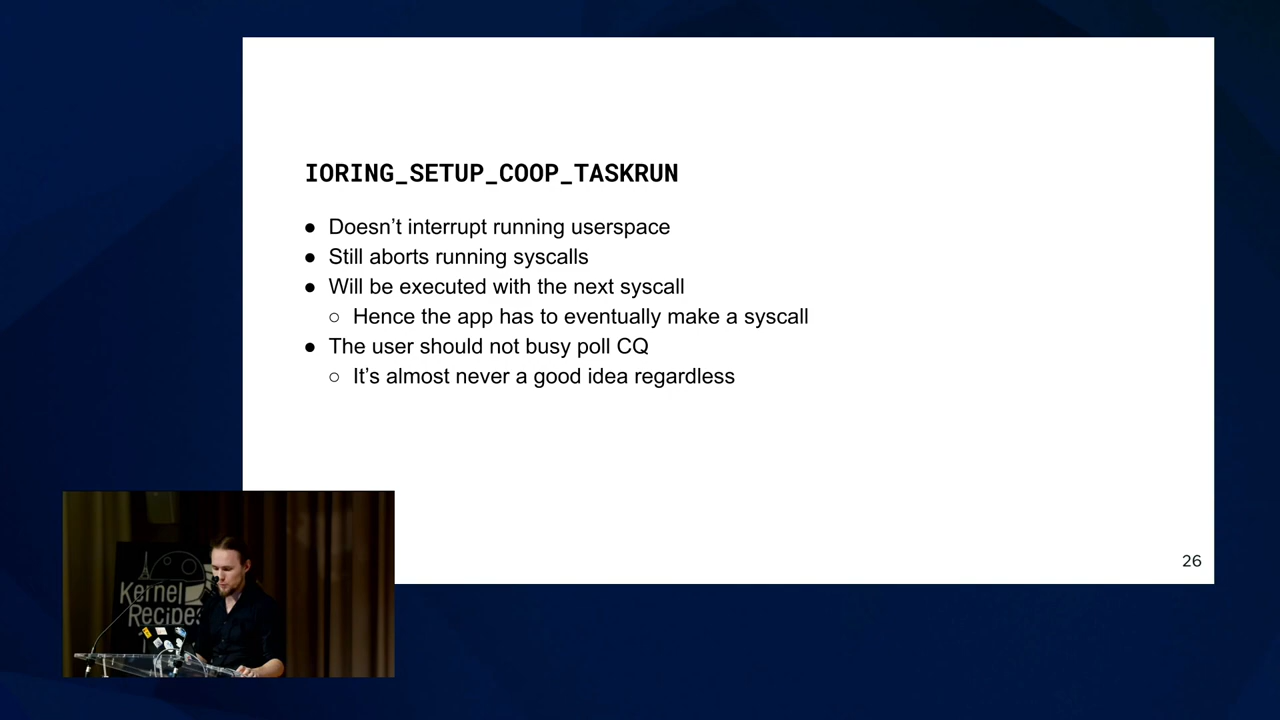 IORING_SETUP_COOP_TASKRUN
● Doesn’t interrupt running userspace
● Still aborts running syscalls
● Will be executed with the next syscall
○ Hence the app has to eventually make a syscall
● The user should not busy poll CQ
○ It’s almost never a good idea regardless
26
Kernel
Recipes